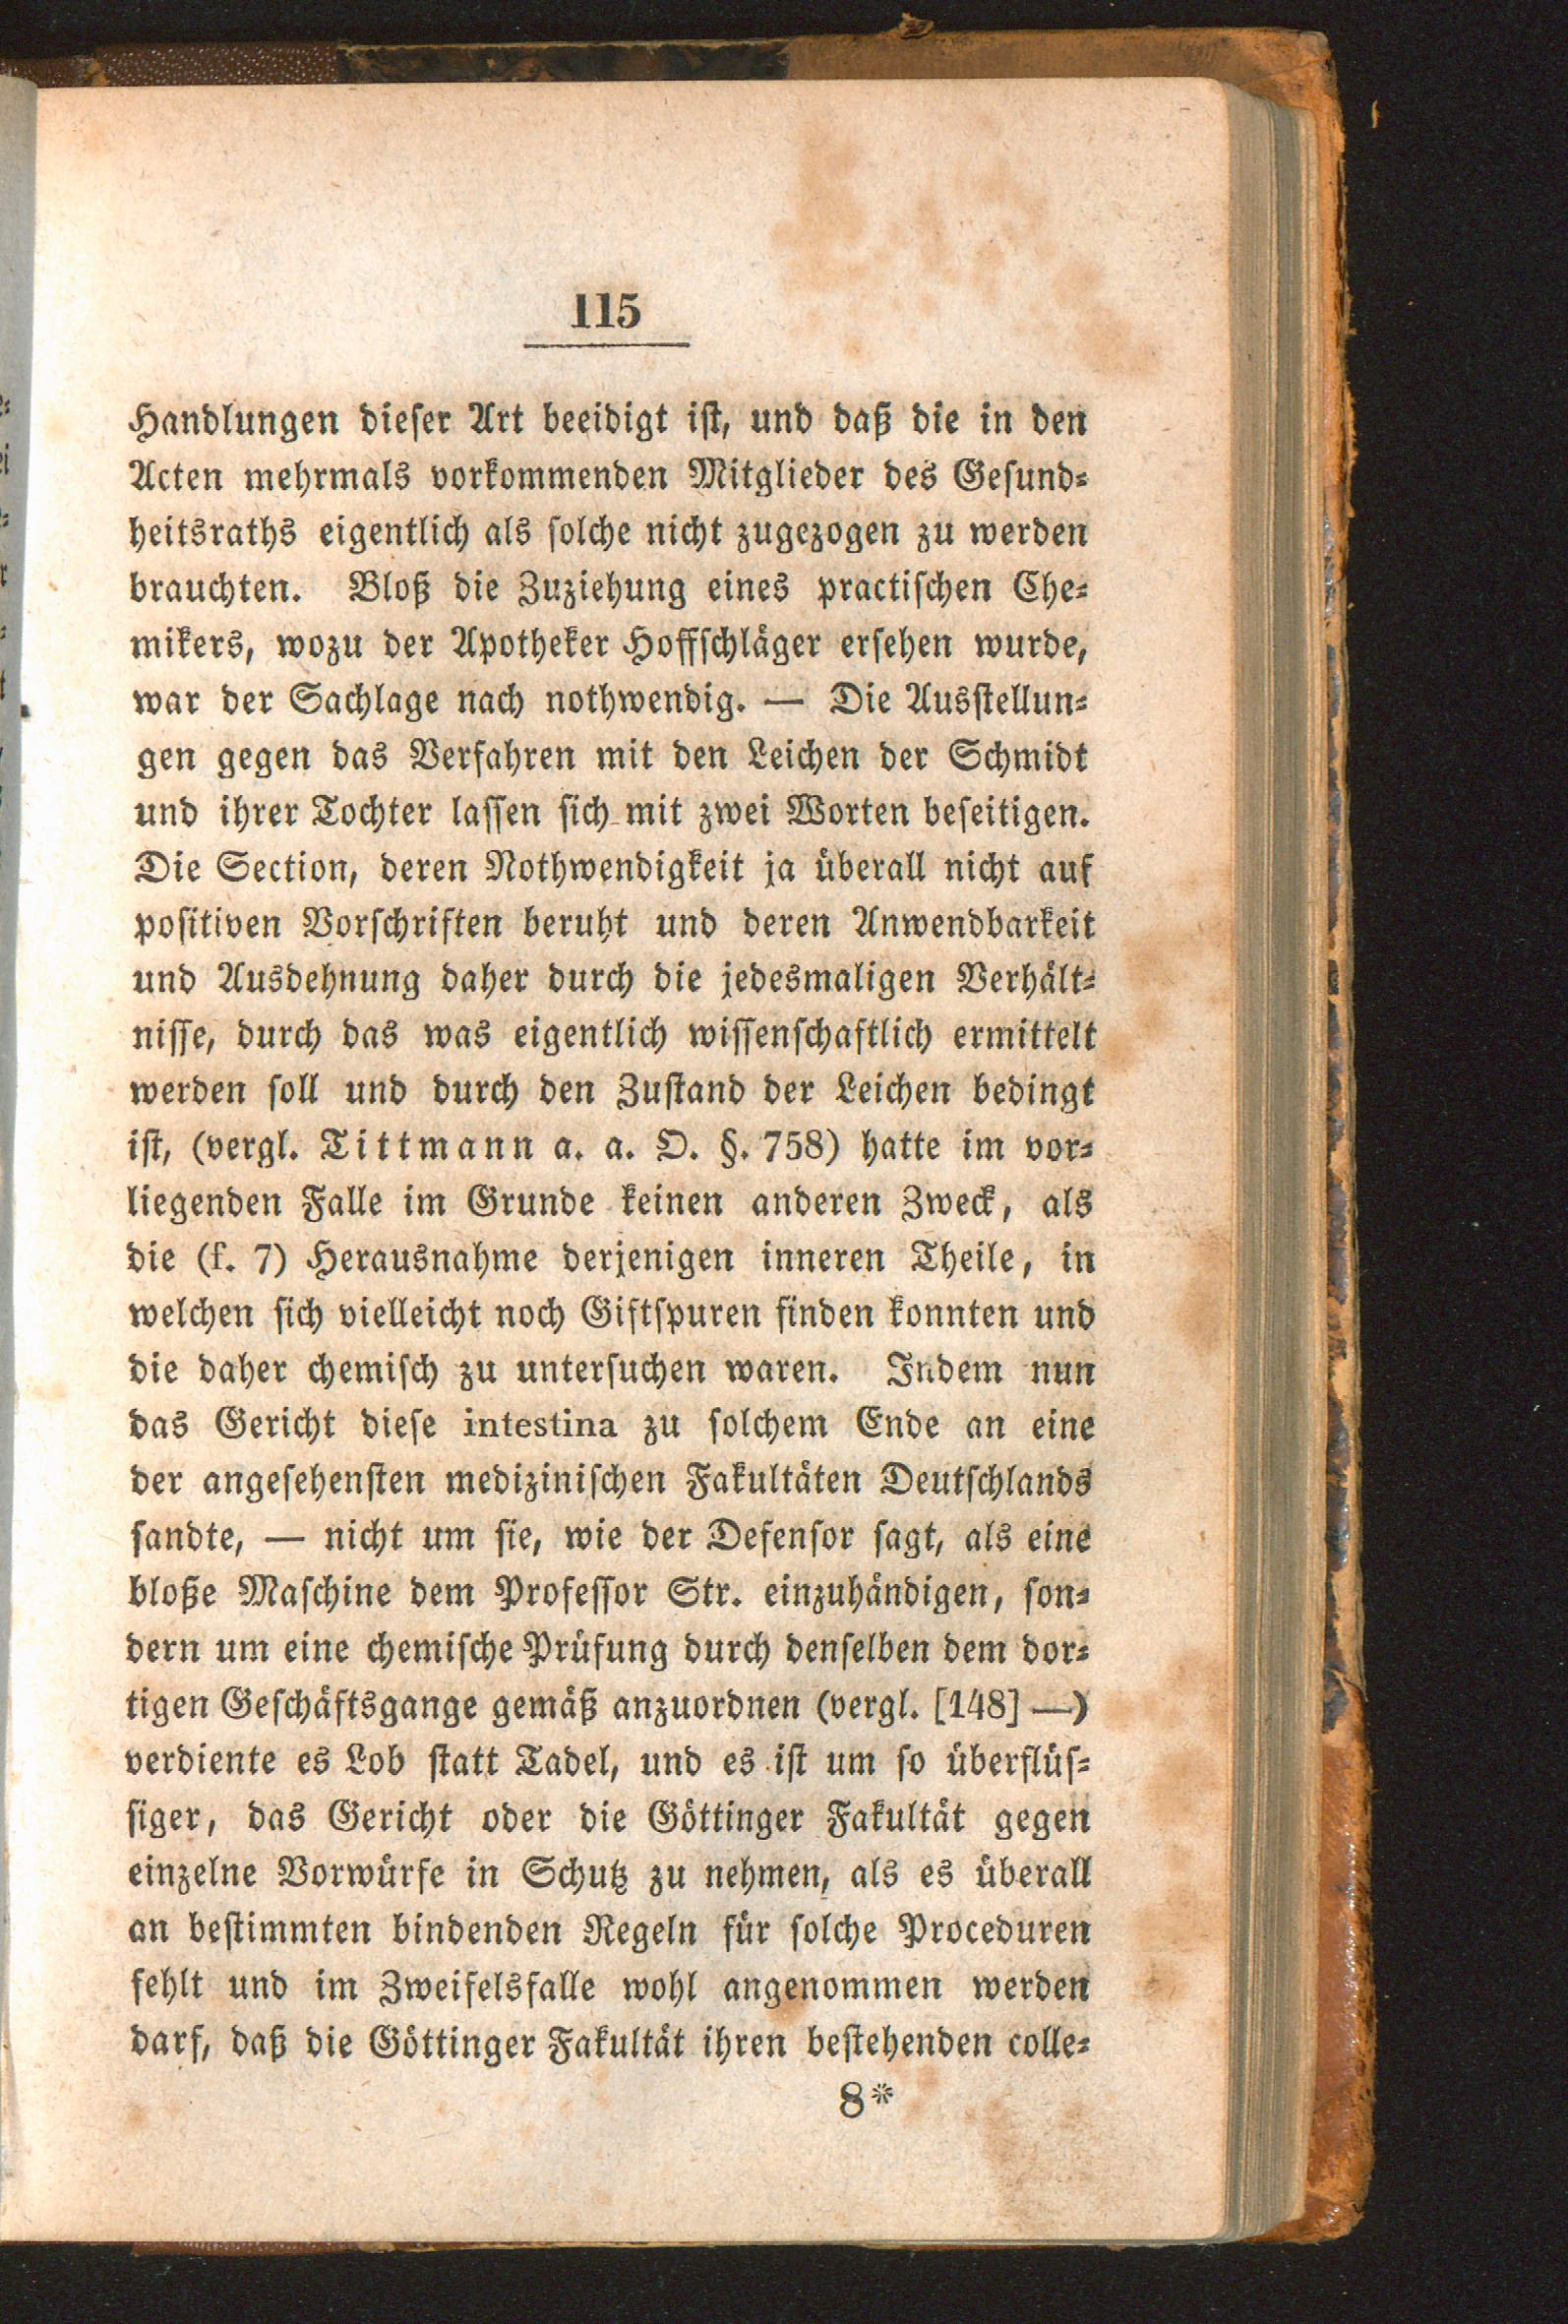 115
Handlungen dieser Art beeidigt ist, und daß die in den
Acten mehrmals vorkommenden Mitglieder des Gesund-
heitsraths eigentlich als solche nicht zugezogen zu werden
brauchten. Bloß die Zuziehung eines practischen Che-
mikers, wozu der Apotheker Hoffschläger ersehen wurde,
war der Sachlage nach nothwendig. — Die Ausstellun-
gen gegen das Verfahren mit den Leichen der Schmidt
und ihrer Tochter lassen sich mit zwei Worten beseitigen.
Die Section, deren Nothwendigkeit ja überall nicht auf
positiven Vorschriften beruht und deren Anwendbarkeit
und Ausdehnung daher durch die jedesmaligen Verhält-
nisse, durch das was eigentlich wissenschaftlich ermittelt
werden soll und durch den Zustand der Leichen bedingt
ist, (vergl. Tittmann a. a. O. §. 758) hatte im vor-
liegenden Falle im Grunde keinen anderen Zweck, als
die (f. 7) Herausnahme derjenigen inneren Theile, in
welchen sich vielleicht noch Giftspuren finden konnten und
die daher chemisch zu untersuchen waren. Indem nun
das Gericht diese intestina zu solchem Ende an eine
der angesehensten medizinischen Fakultäten Deutschlands
sandte, — nicht um sie, wie der Defensor sagt, als eine
bloße Maschine dem Professor Str. einzuhändigen, son-
dern um eine chemische Prüfung durch denselben dem dor-
tigen Geschäftsgange gemäß anzuordnen (vergl. [148] —)
verdiente es Lob statt Tadel, und es ist um so überflüs-
siger, das Gericht oder die Göttinger Fakultät gegen
einzelne Vorwürfe in Schutz zu nehmen, als es überall
an bestimmten bindenden Regeln für solche Proceduren
fehlt und im Zweifelsfalle wohl angenommen werden
darf, daß die Göttinger Fakultät ihren bestehenden colle-
8*